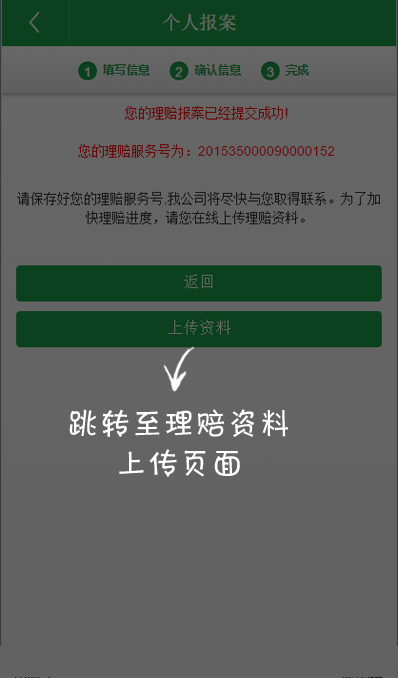 个人报案
1 填写信息 2 确认信息 3 完成
您的理赔报案已经提交成功!
您的理赔服务号为：201535000090000152
请保存好您的理赔服务号,我公司将尽快与您取得联系。为了加
快理赔进度，请您在线上传理赔资料。
返回
上传资料
跳转至理赔资料
上传页面